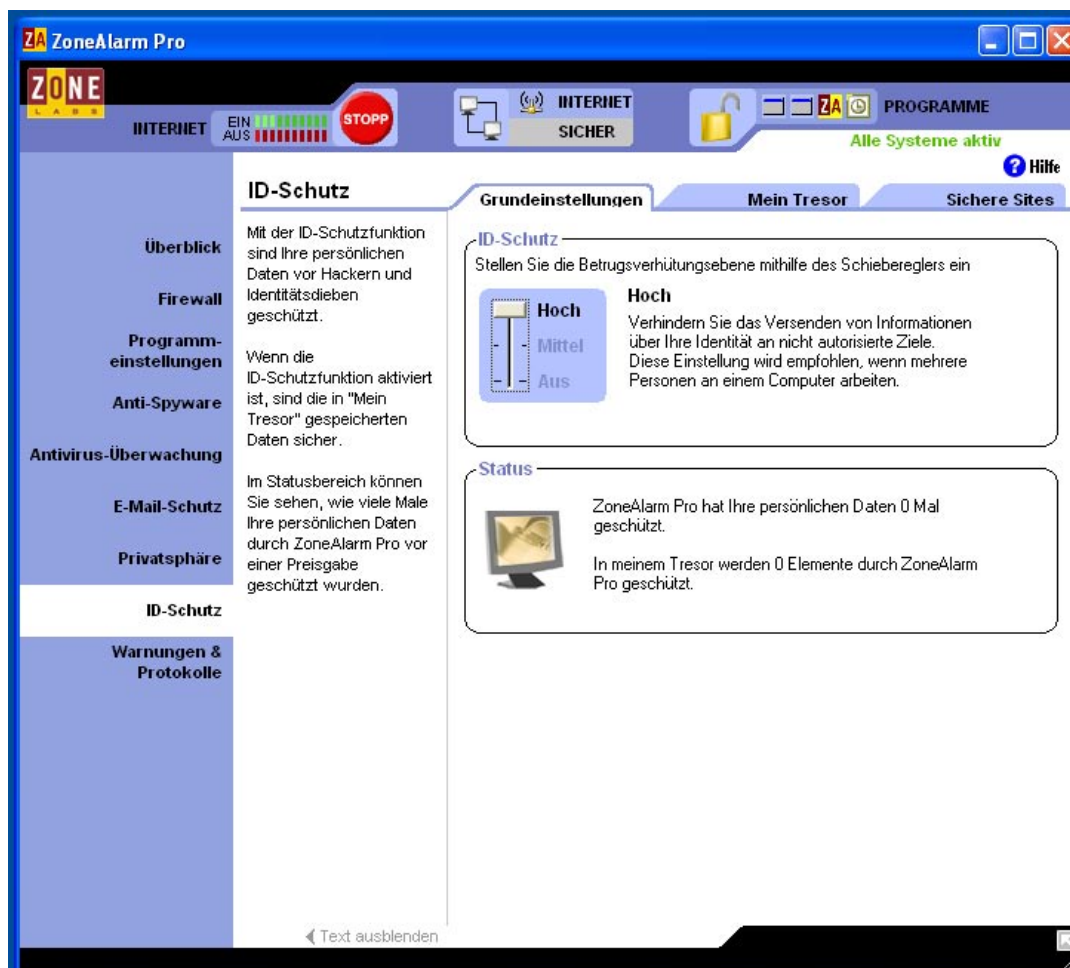 ZA ZoneAlarm Pro
ZONE
LABS
INTERNET
EIN
AUS
STOPP
INTERNET
SICHER
ZA
PROGRAMME
Alle Systeme aktiv
? Hilfe
ID-Schutz
Grundeinstellungen
Mein Tresor
Sichere Sites
Überblick
Firewall
Programm-
einstellungen
Anti-Spyware
Antivirus-Überwachung
E-Mail-Schutz
Privatsphäre
ID-Schutz
Warnungen &
Protokolle
Mit der ID-Schutzfunktion
sind Ihre persönlichen
Daten vor Hackern und
Identitätsdieben
geschützt.
Wenn die
ID-Schutzfunktion aktiviert
ist, sind die in "Mein
Tresor" gespeicherten
Daten sicher.
Im Statusbereich können
Sie sehen, wie viele Male
Ihre persönlichen Daten
durch ZoneAlarm Pro vor
einer Preisgabe
geschützt wurden.
Text ausblenden
ID-Schutz
Stellen Sie die Betrugsverhütungsebene mithilfe des Schiebereglers ein
Hoch
Mittel
Aus
Hoch
Verhindern Sie das Versenden von Informationen
über Ihre Identität an nicht autorisierte Ziele.
Diese Einstellung wird empfohlen, wenn mehrere
Personen an einem Computer arbeiten.
Status
ZoneAlarm Pro hat Ihre persönlichen Daten 0 Mal
geschützt.
In meinem Tresor werden 0 Elemente durch ZoneAlarm
Pro geschützt.